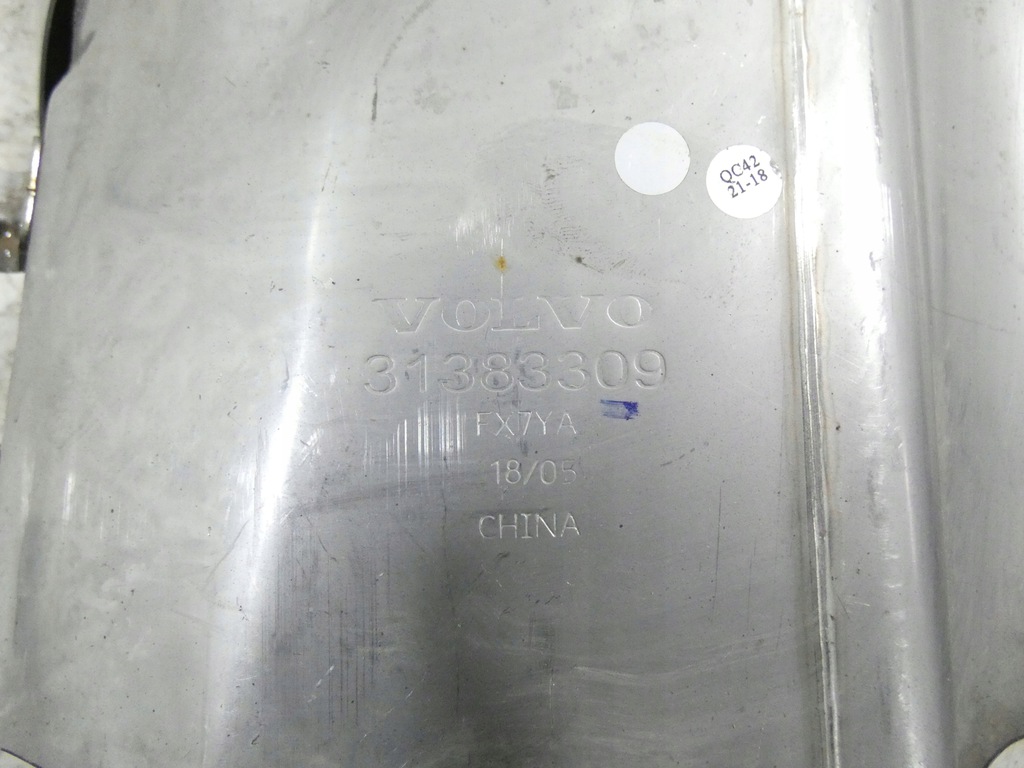 QC42
21-18
VOLVO
31383309
FX7YA
18/05
CHINA